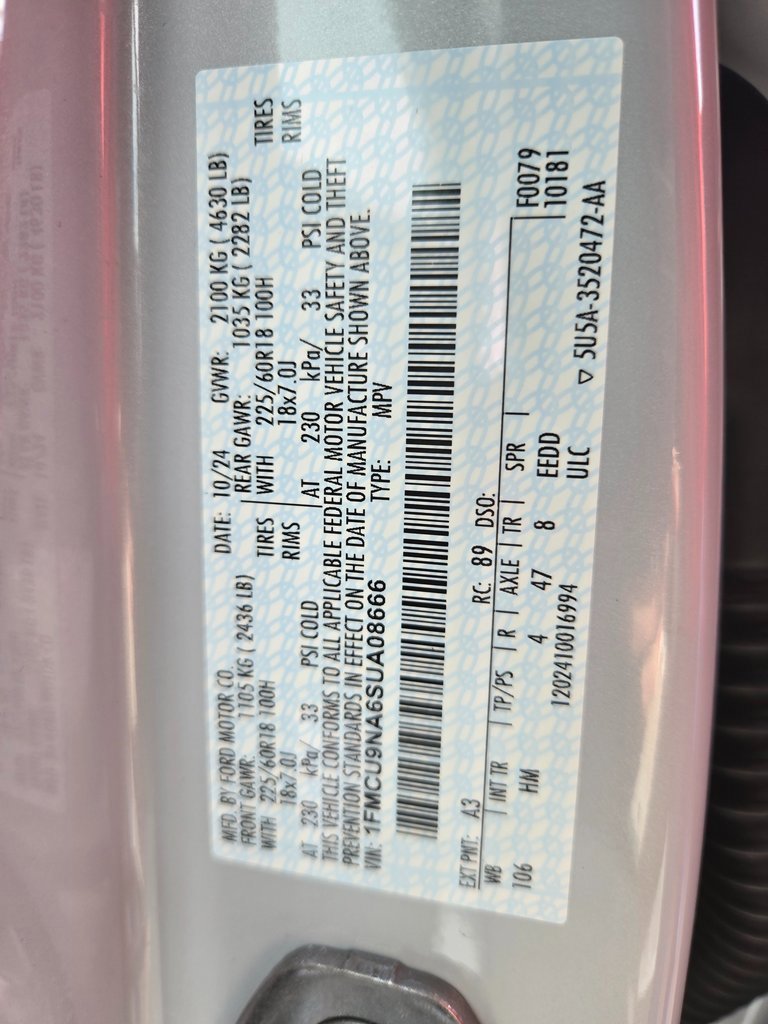 MFD. BY FORD MOTOR CO.
DATE: 10/24 GVWR: 2100 KG ( 4630 LB)
FRONT GAWR: 1105 KG ( 2436 LB) REAR GAWR: 1035 KG ( 2282 LB)
WITH 225/60R18 100H TIRES WITH 225/60R18 100H TIRES
18x7.0J RIMS 18x7.0J RIMS
AT 230 kPa/ 33 PSI COLD AT 230 kPa/ 33 PSI COLD
THIS VEHICLE CONFORMS TO ALL APPLICABLE FEDERAL MOTOR VEHICLE SAFETY AND THEFT
PREVENTION STANDARDS IN EFFECT ON THE DATE OF MANUFACTURE SHOWN ABOVE.
VIN: 1FMCU9NA6SUA08666 TYPE: MPV
EXT PNT: A3 RC: 89 DSO:
WB INT TR TP/PS R AXLE TR SPR F0079
106 HM 4 47 8 EEDD 10181
1202410016994 ULC ▽ 5U5A-3520472-AA